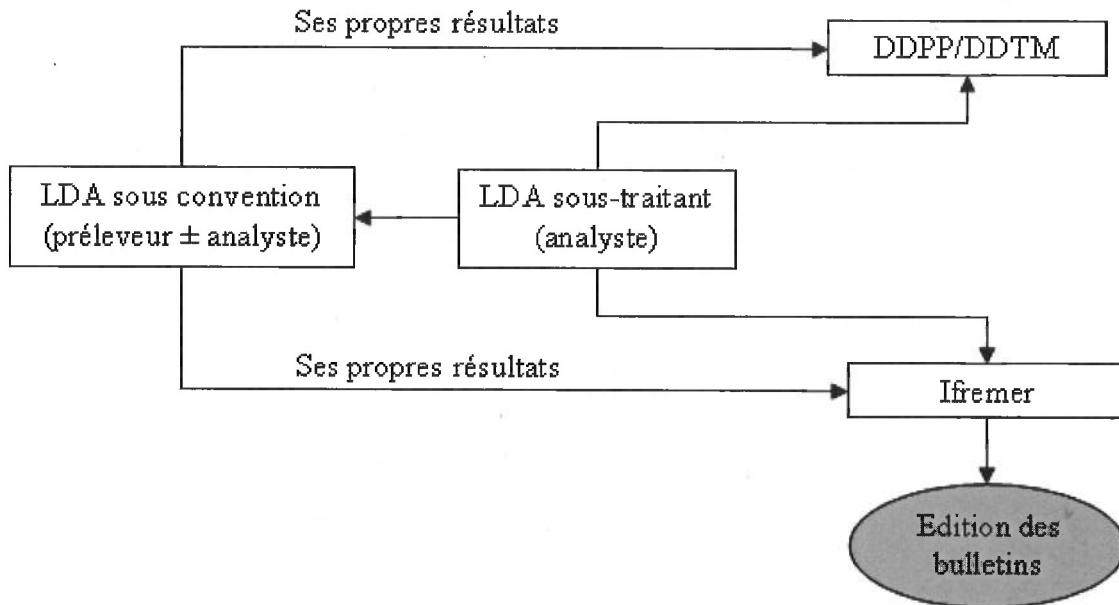 Ses propres résultats
DDPP/DDTM
LDA sous convention
(préleveur ± analyste)
LDA sous-traitant
(analyste)
Ses propres résultats
Ifremer
Edition des
bulletins